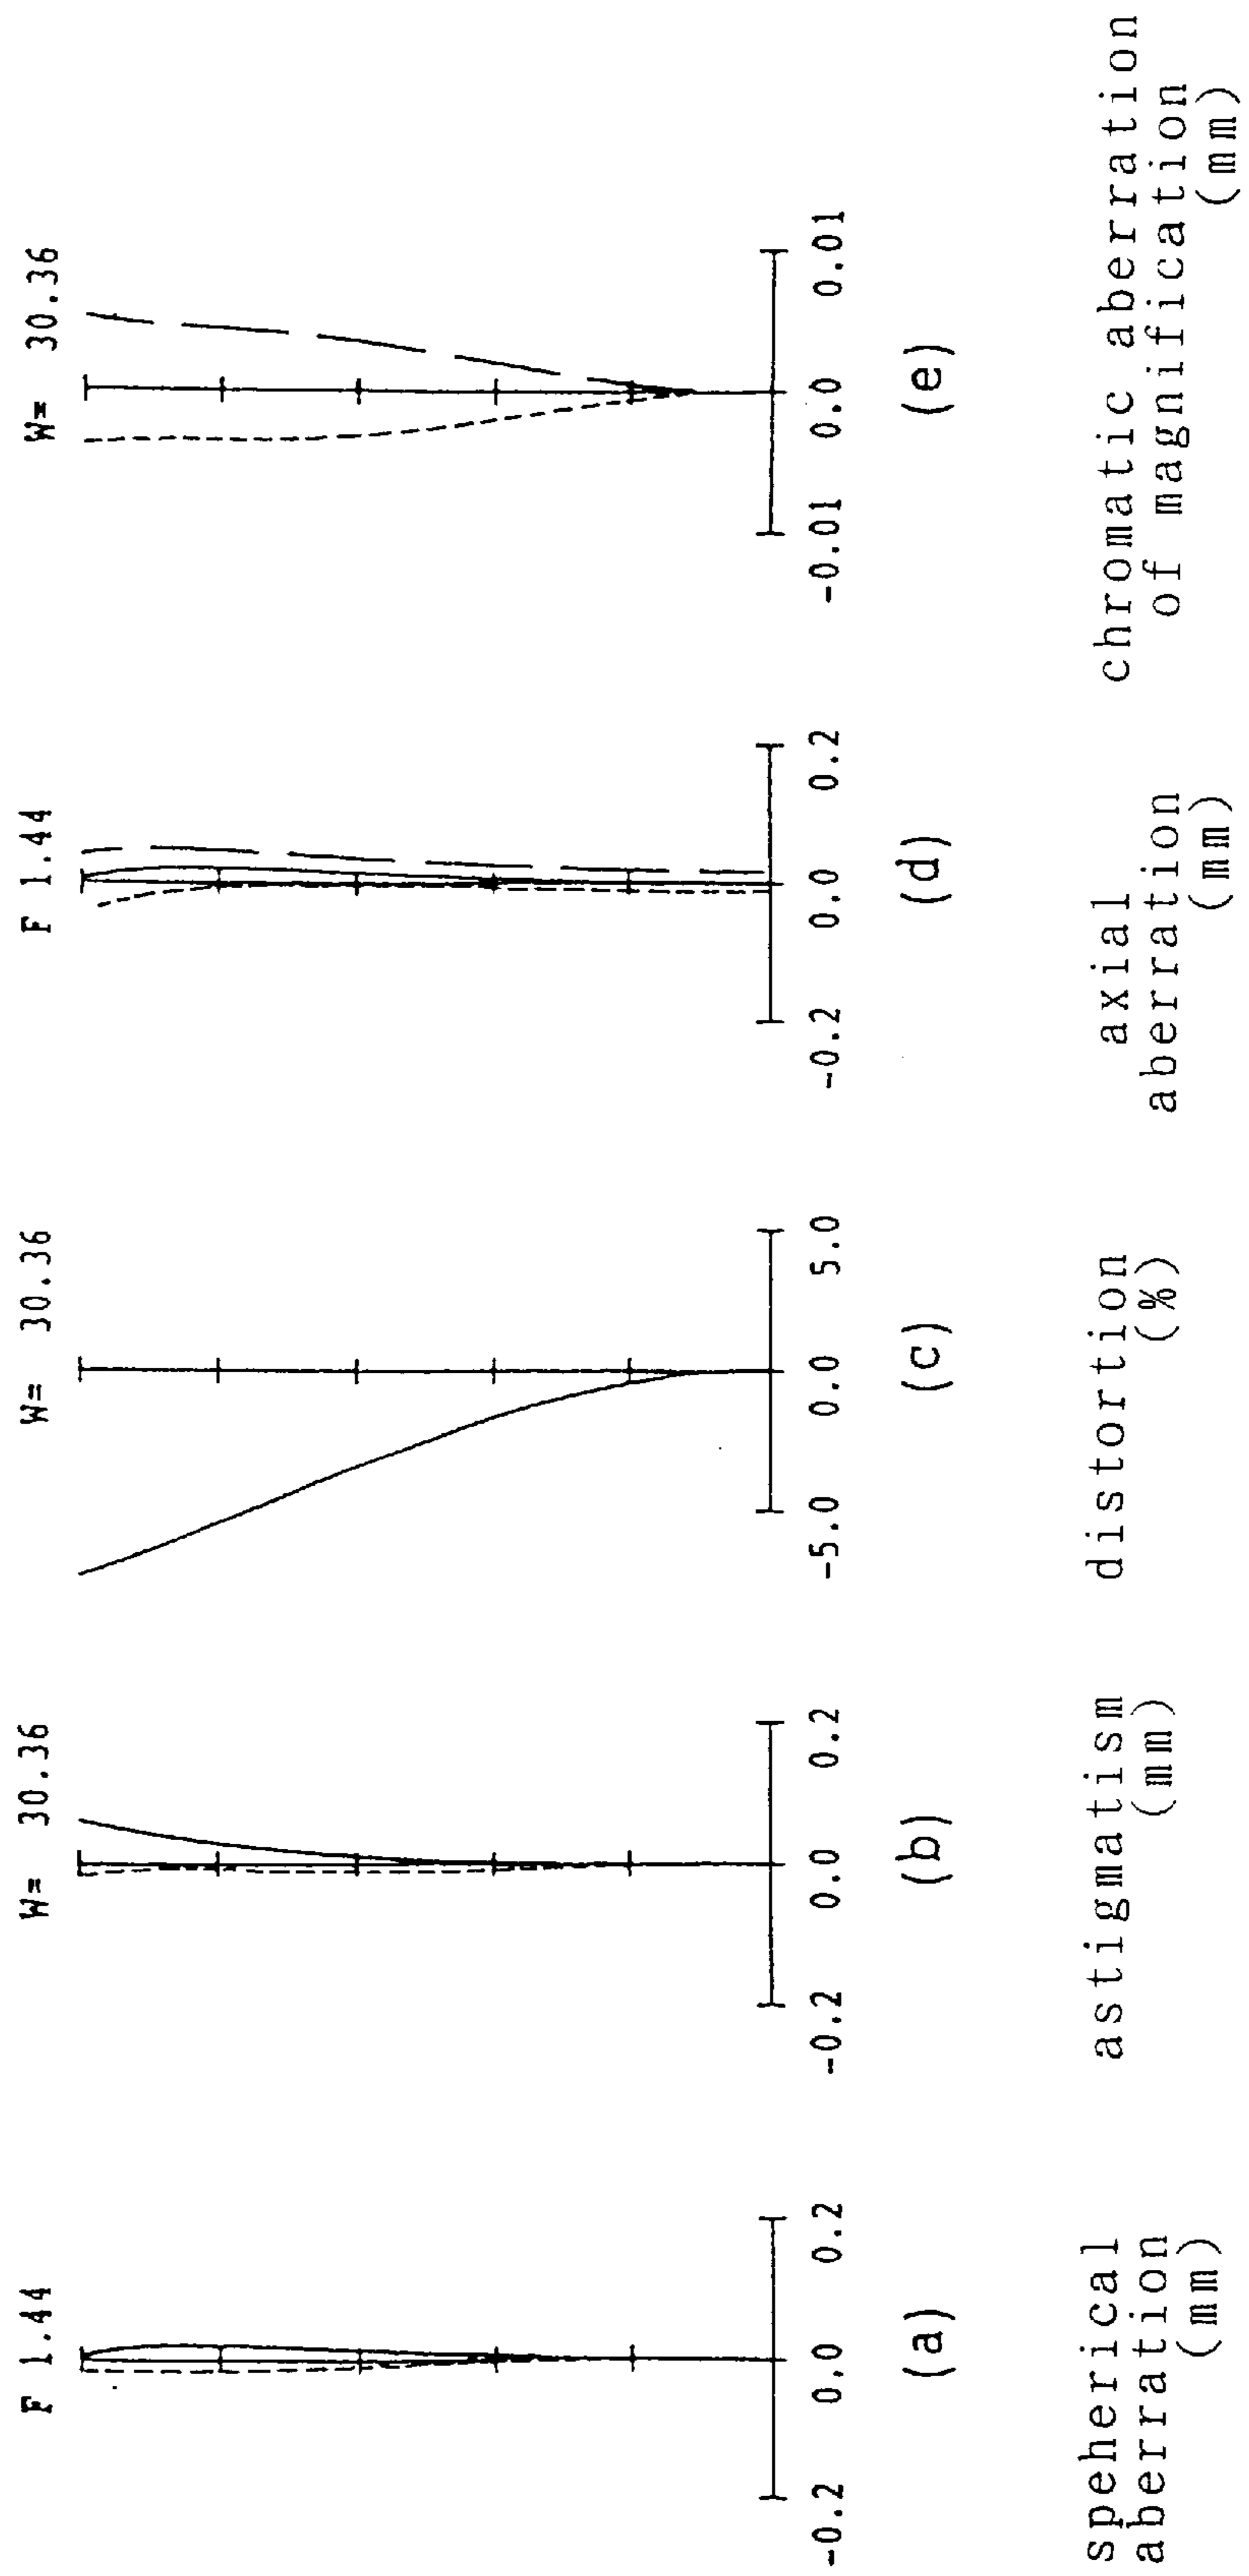 F 1.44
-0.2 0.0 0.2
(a)
speherical
aberration
(mm)
W= 30.36
-0.2 0.0 0.2
(b)
astigmatism
(mm)
W= 30.36
-5.0 0.0 5.0
(c)
distortion
(%)
F 1.44
-0.2 0.0 0.2
(d)
axial
aberration
(mm)
W= 30.36
-0.01 0.0 0.01
(e)
chromatic aberration
of magnification
(mm)